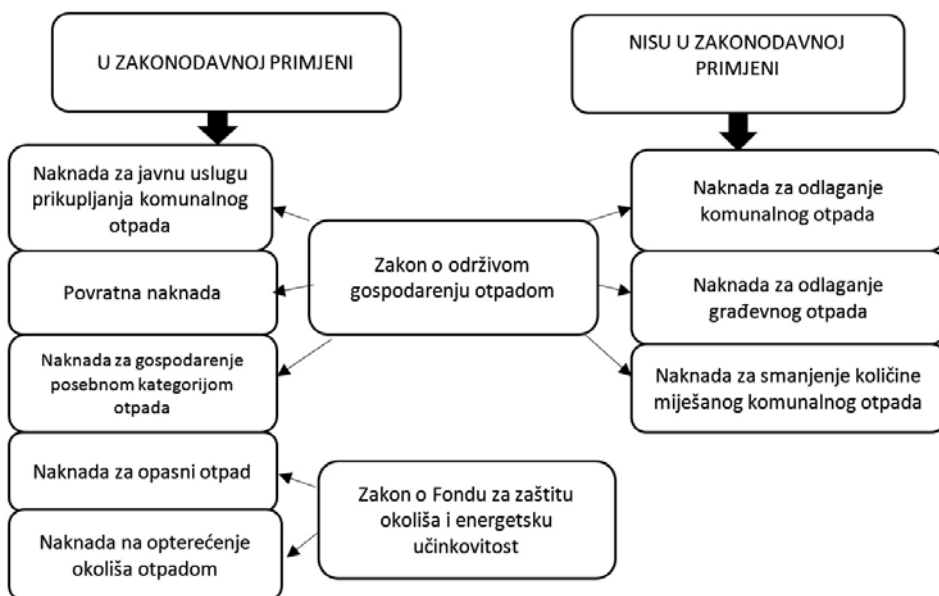 U ZAKONODAVNOJ PRIMJENI
NISU U ZAKONODAVNOJ
PRIMJENI
Naknada za javnu uslugu
prikupljanja komunalnog
otpada
Povratna naknada
Naknada za gospodarenje
posebnom kategorijom
otpada
Naknada za opasni otpad
Naknada na opterećenje
okoliša otpadom
Zakon o održivom
gospodarenju otpadom
Zakon o Fondu za zaštitu
okoliša i energetsku
učinkovitost
Naknada za odlaganje
komunalnog otpada
Naknada za odlaganje
građevnog otpada
Naknada za smanjenje količine
miješanog komunalnog otpada